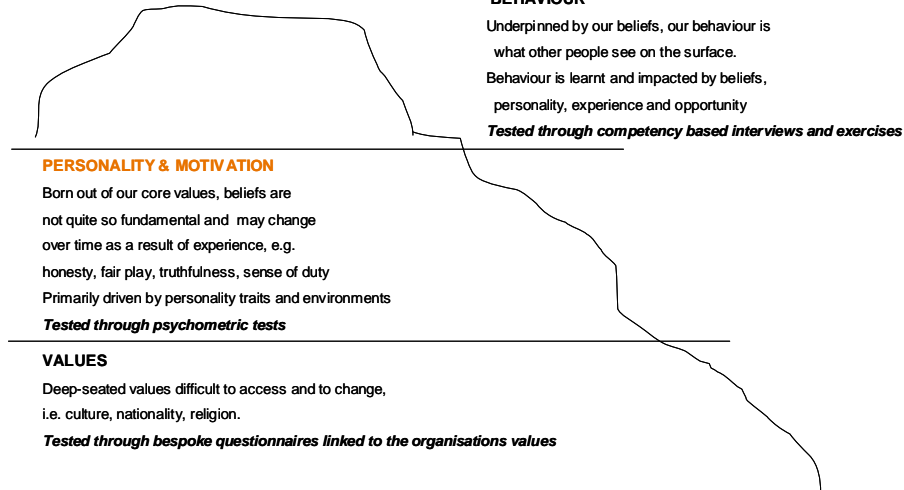 BEHAVIOUR
Underpinned by our beliefs, our behaviour is
what other people see on the surface.
Behaviour is learnt and impacted by beliefs,
personality, experience and opportunity
Tested through competency based interviews and exercises
PERSONALITY & MOTIVATION
Born out of our core values, beliefs are
not quite so fundamental and may change
over time as a result of experience, e.g.
honesty, fair play, truthfulness, sense of duty
Primarily driven by personality traits and environments
Tested through psychometric tests
VALUES
Deep-seated values difficult to access and to change,
i.e. culture, nationality, religion.
Tested through bespoke questionnaires linked to the organisations values